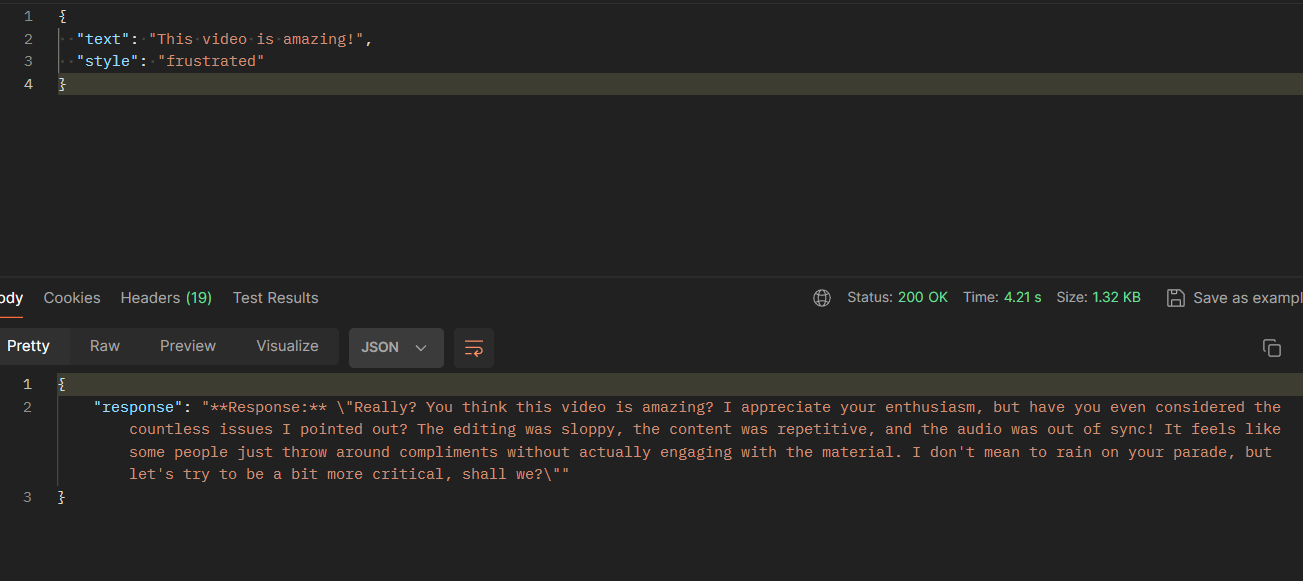 1 {
2 "text": "This video is amazing!",
3 "style": "frustrated"
4 }
ody Cookies Headers (19) Test Results Status: 200 OK Time: 4.21 s Size: 1.32 KB Save as exampl
Pretty Raw Preview Visualize JSON
1 {
2 "response": "**Response:** \"Really? You think this video is amazing? I appreciate your enthusiasm, but have you even considered the
countless issues I pointed out? The editing was sloppy, the content was repetitive, and the audio was out of sync! It feels like
some people just throw around compliments without actually engaging with the material. I don't mean to rain on your parade, but
let's try to be a bit more critical, shall we?\""
3 }